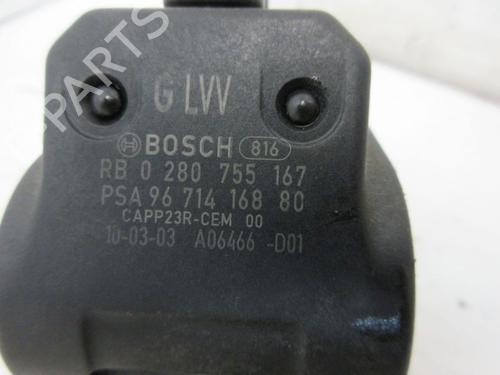 G LW
BOSCH 816
RB 0 280 755 167
PSA 96 714 168 80
CAPP23R-CEM 00
10-03-03 A06466 -D01
PARTS